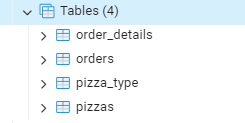 Tables (4)
order_details
orders
pizza_type
pizzas